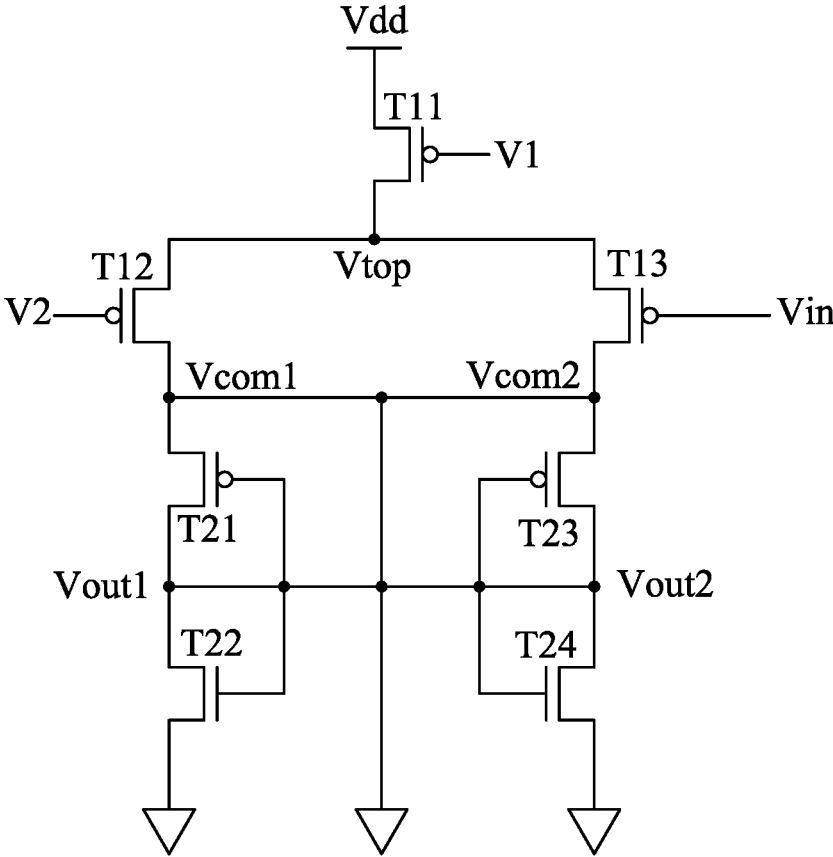 Vdd
T11
V1
Vtop
T12
T13
V2
Vin
Vcom1
Vcom2
T21
T23
Vout1
Vout2
T22
T24